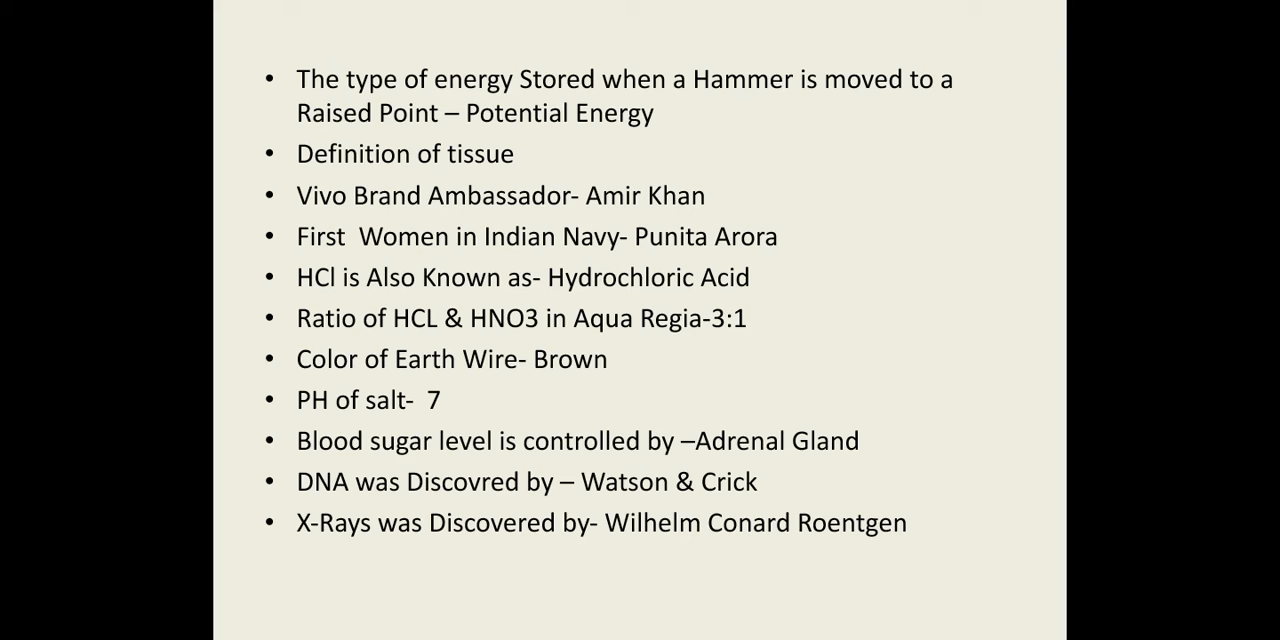 • The type of energy Stored when a Hammer is moved to a
Raised Point – Potential Energy
• Definition of tissue
• Vivo Brand Ambassador- Amir Khan
• First  Women in Indian Navy- Punita Arora
• HCl is Also Known as- Hydrochloric Acid
• Ratio of HCL & HNO3 in Aqua Regia-3:1
• Color of Earth Wire- Brown
• PH of salt-  7
• Blood sugar level is controlled by –Adrenal Gland
• DNA was Discovred by – Watson & Crick
• X-Rays was Discovered by- Wilhelm Conard Roentgen